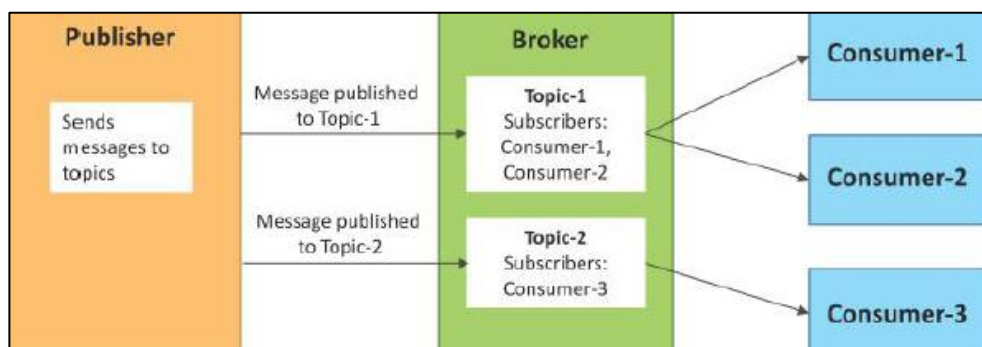 Publisher
Sends
messages to
topics
Message published
to Topic-1
Message published
to Topic-2
Broker
Topic-1
Subscribers:
Consumer-1,
Consumer-2
Topic-2
Subscribers:
Consumer-3
Consumer-1
Consumer-2
Consumer-3